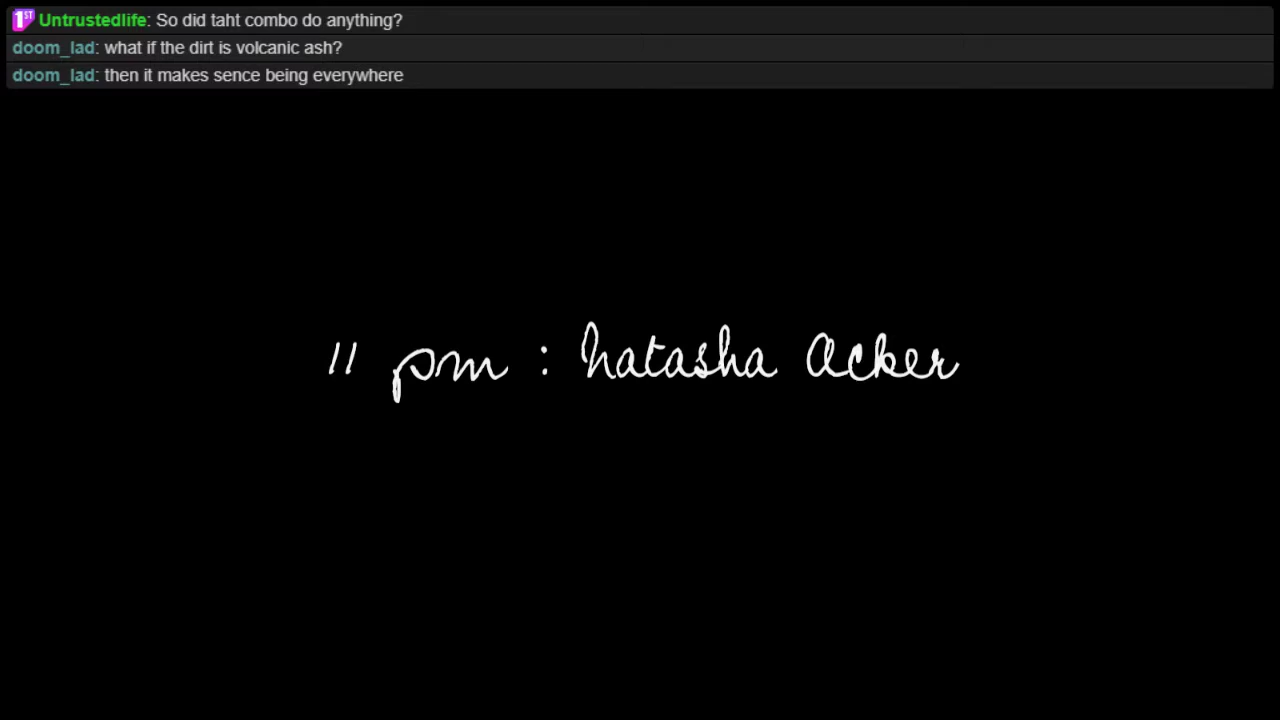 1ST Untrustedlife: So did taht combo do anything?
doom_lad: what if the dirt is volcanic ash?
doom_lad: then it makes sence being everywhere
11 pm : Natasha Acker